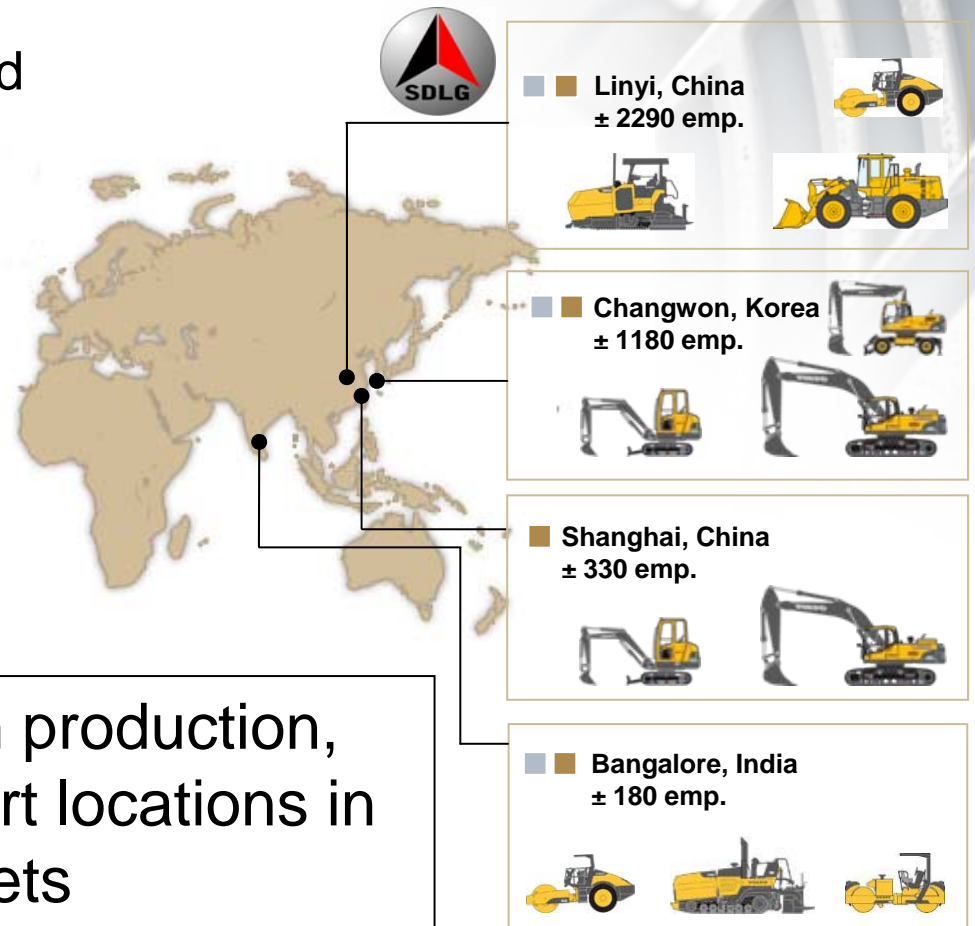 d
SDLG
Linyi, China
± 2290 emp.
Changwon, Korea
± 1180 emp.
Shanghai, China
± 330 emp.
Bangalore, India
± 180 emp.
production,
rt locations in
ets